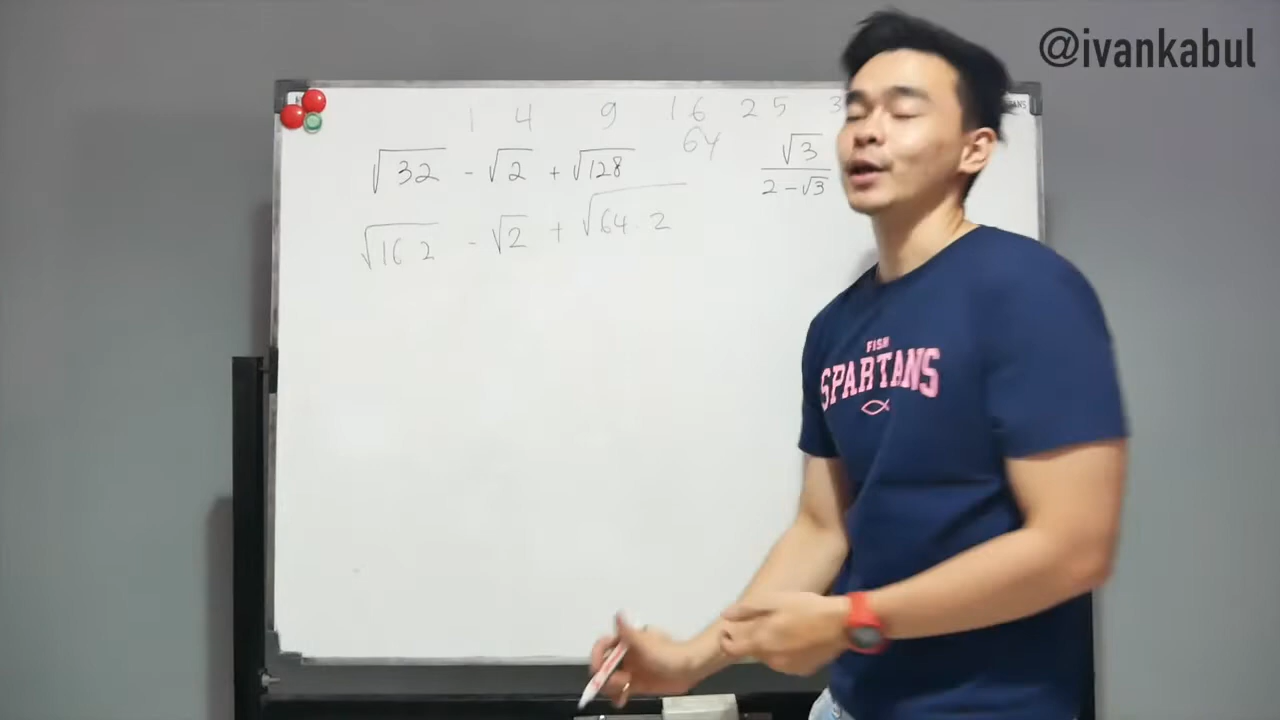 @ivankabul
1 4 9 16 25 3
64
√32 - √2 + √128
√16 2 - √2 + √64 . 2
√3
2 - √3
FISH
SPARTANS